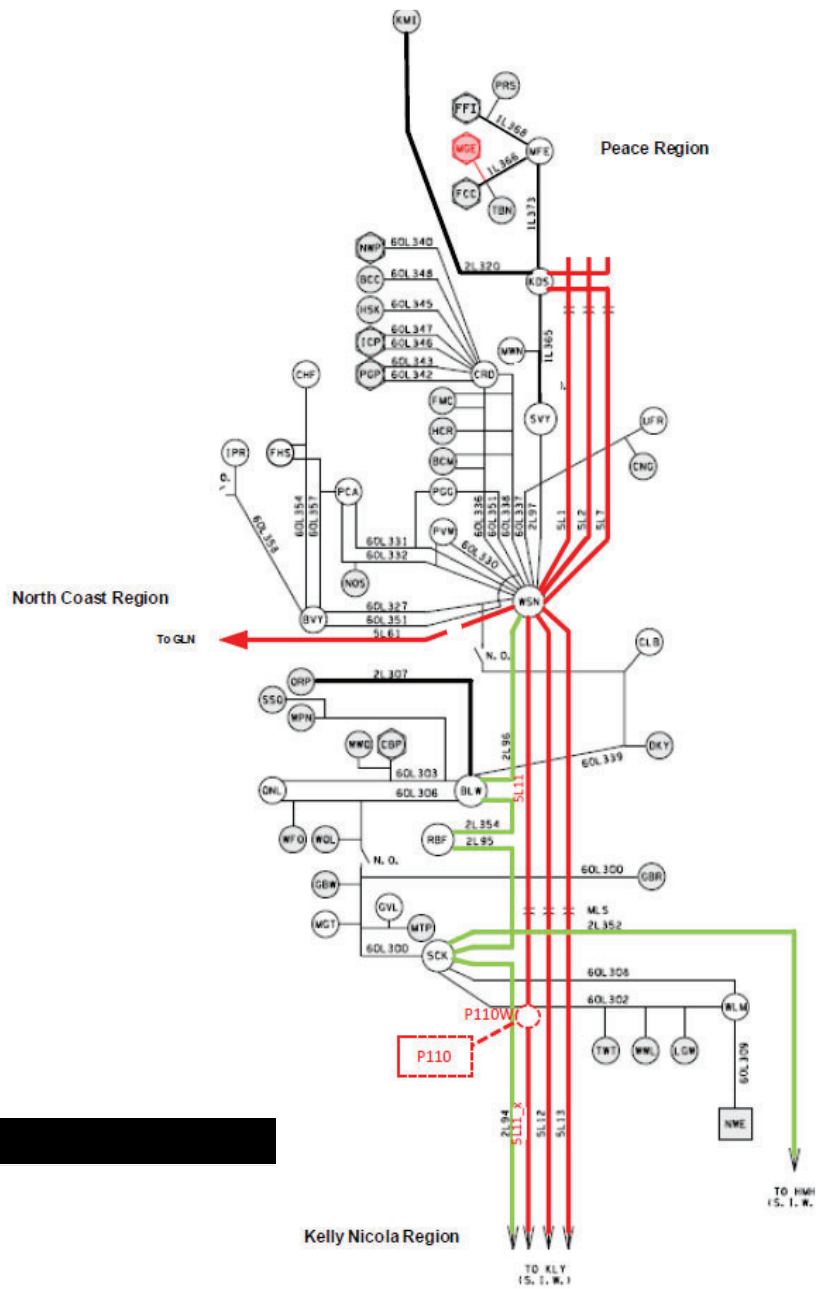 KMI
PRS
FFI
1L368
MGE
MFE
Peace Region
1L366
FCC
TBN
1L373
NWP
60L340
2L320
BCC
60L348
KDS
HSK
60L345
ICP
60L347
60L346
1L365
MWN
PGP
60L343
60L342
CRD
CHF
FMC
SVY
UFR
HCR
IPR
FHS
BCM
CNG
PCA
PGG
60L354
60L357
60L336
60L351
60L338
60L337
2L97
5L1
5L2
5L7
60L358
60L331
60L332
PVM
60L330
NOS
North Coast Region
WSN
60L327
BVY
60L351
5L61
To GLN
CLB
N. O.
2L307
SSO
WPN
2L96
DKY
60L339
CBP
60L303
5L11
QNL
60L306
BLW
2L354
WFO
WOL
RBF
2L95
N. O.
60L300
GBR
GBW
MLS
GVL
2L352
MGT
MTP
60L300
SCK
60L308
60L302
WLM
P110W
P110
TWT
WWL
LGW
60L309
2L94
5L11_X
5L12
5L13
NWE
TO HMH
(S. I. W.
Kelly Nicola Region
TO KLY
(S. I. W.)